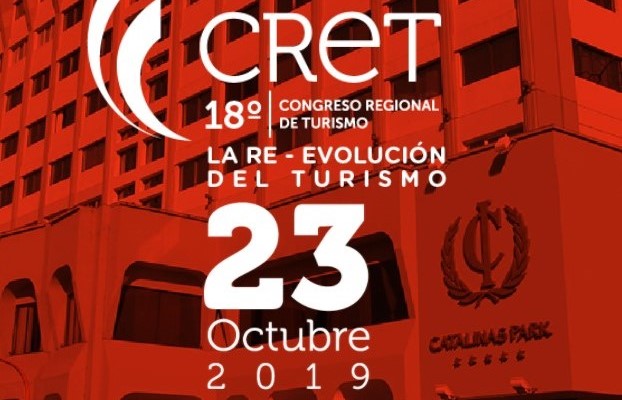 CRET
18º
CONGRESO REGIONAL
DE TURISMO
LA RE - EVOLUCIÓN
DEL TURISMO
23
Octubre
2019
CATALINAS PARK